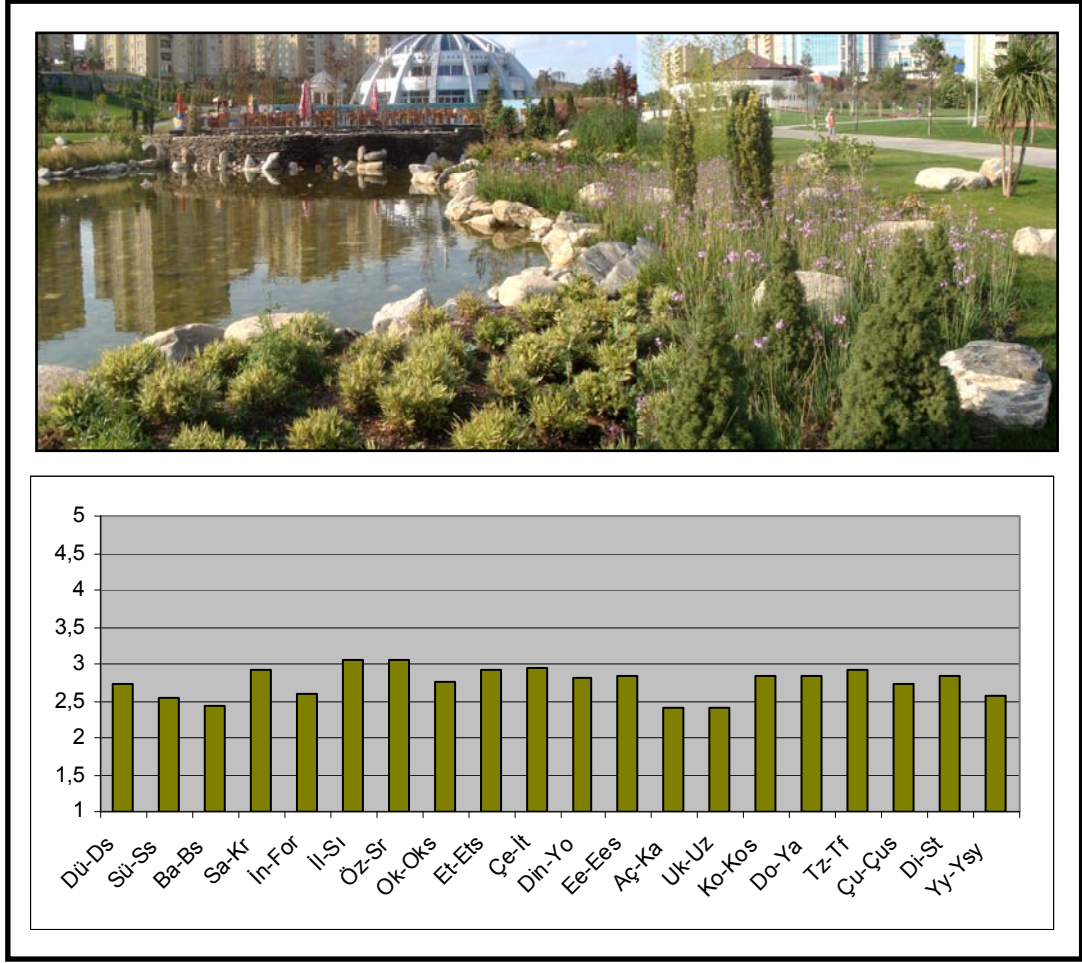 5
4,5
4
3,5
3
2,5
2
1,5
1
Dü-Ds
Sü-Ss
Ba-Bs
Sa-Kr
İn-For
İl-Sı
Öz-Sr
Ok-Oks
Et-Ets
Çe-İt
Din-Yo
Ee-Ees
Aç-Ka
Uk-Uz
Ko-Kos
Do-Ya
Tz-Tf
Çu-Çus
Di-St
Yy-Ysy